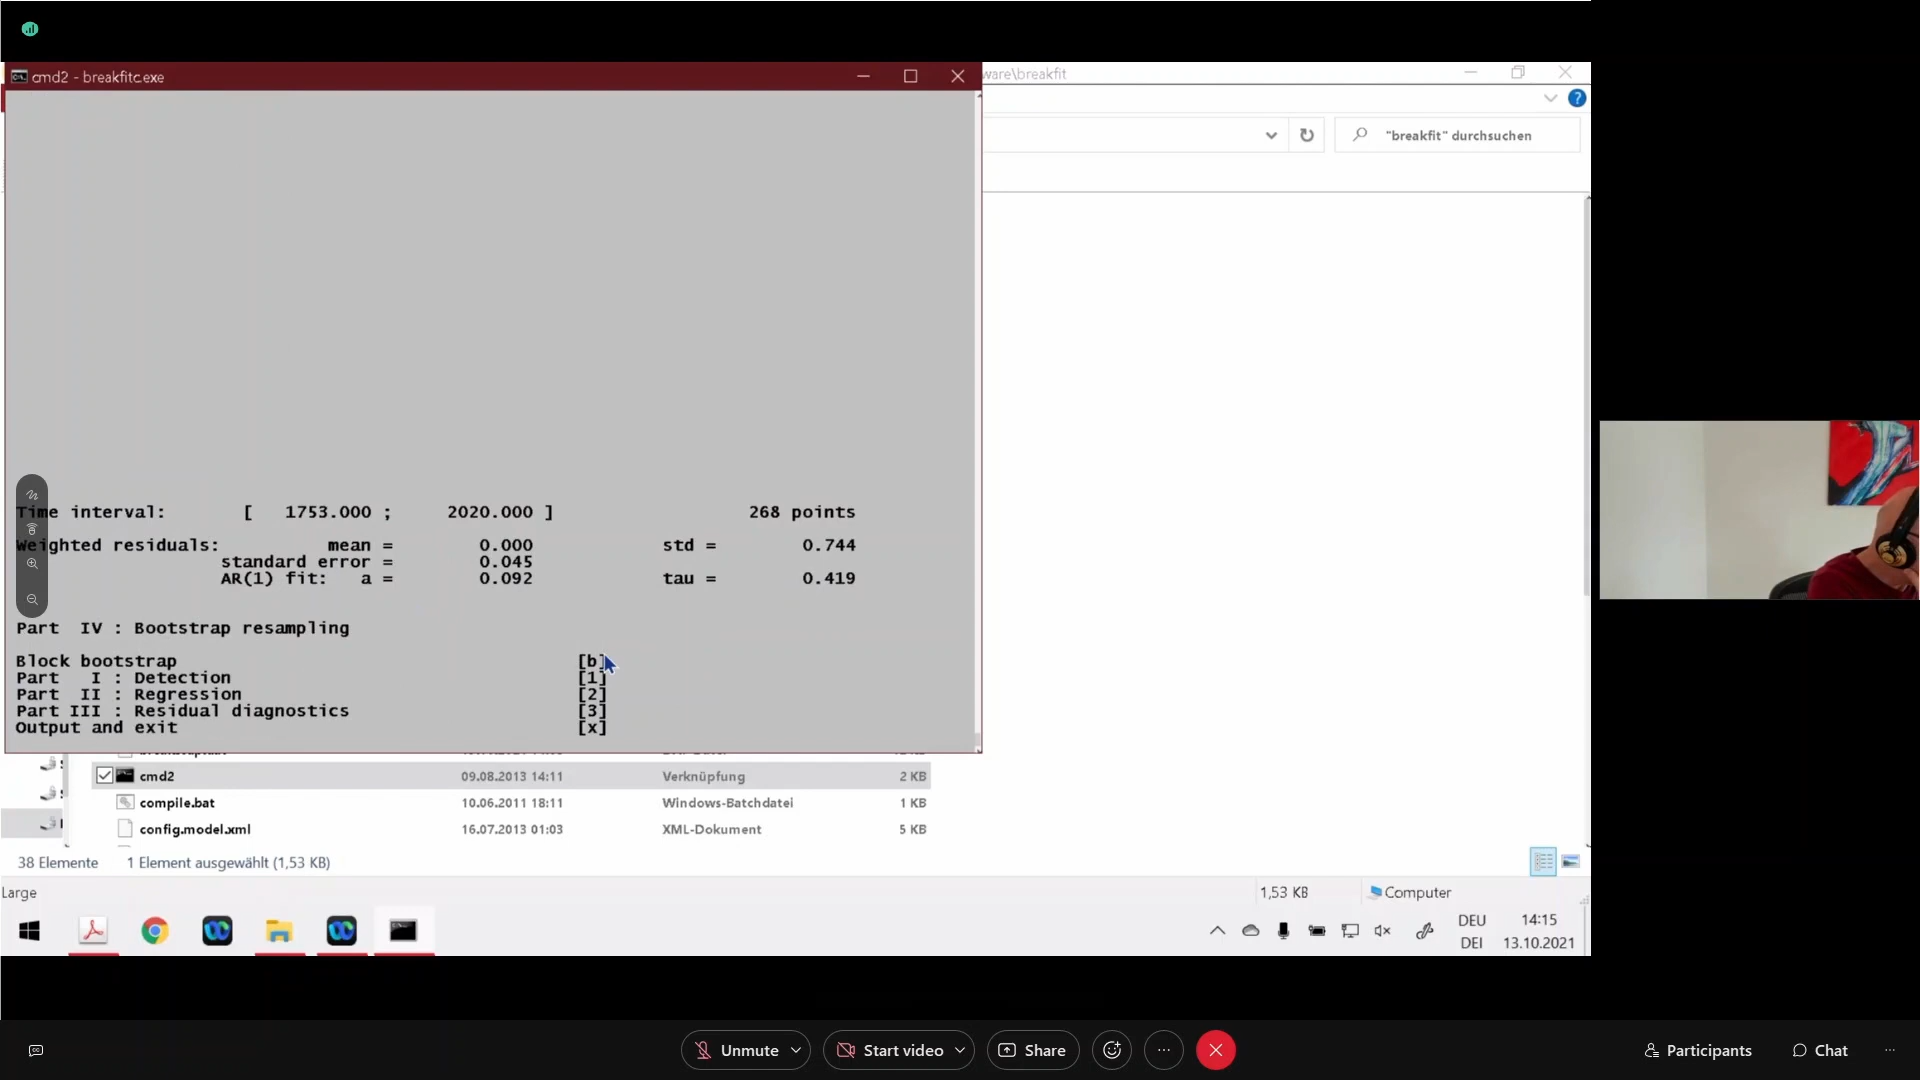 cmd2 - breakfitc.exe
ware\breakfit
"breakfit" durchsuchen
Time interval: [ 1753.000 ; 2020.000 ] 268 points
Weighted residuals: mean = 0.000 std = 0.744
standard error = 0.045
AR(1) fit: a = 0.092 tau = 0.419
Part IV : Bootstrap resampling
Block bootstrap [b]
Part I : Detection [1]
Part II : Regression [2]
Part III : Residual diagnostics [3]
Output and exit [x]
cmd2 09.08.2013 14:11 Verknüpfung 2 KB
compile.bat 10.06.2011 18:11 Windows-Batchdatei 1 KB
config.model.xml 16.07.2013 01:03 XML-Dokument 5 KB
38 Elemente 1 Element ausgewählt (1,53 KB)
Large 1,53 KB Computer
DEU 14:15
DEI 13.10.2021
Unmute Start video Share Participants Chat